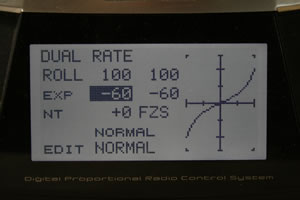 DUAL RATE
ROLL 100 100
EXP -60 -60
NT +0 FZS
NORMAL
EDIT NORMAL
Digital Proportional Radio Control System